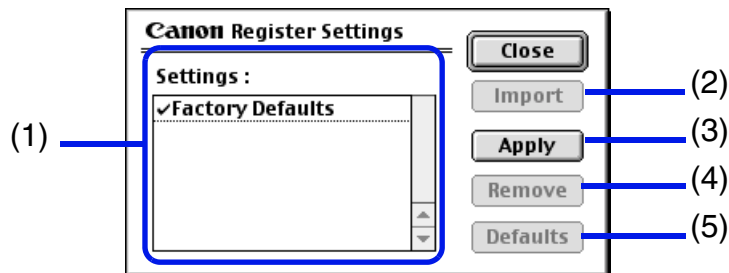 Canon Register Settings
Close
Settings :
Import
(2)
✓Factory Defaults
(1)
Apply
(3)
Remove
(4)
Defaults
(5)